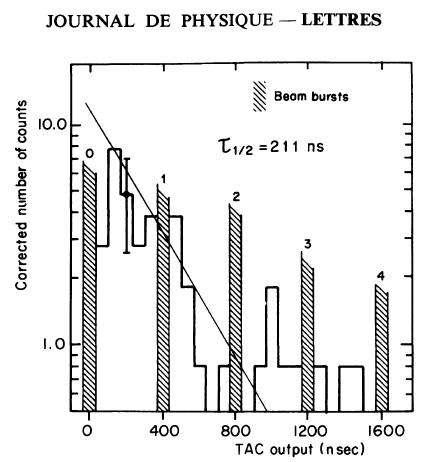 JOURNAL DE PHYSIQUE — LETTRES
Beam bursts
τ1/2 = 211 ns
Corrected number of counts
10.0
1.0
0
1
2
3
4
0 400 800 1200 1600
TAC output (nsec)